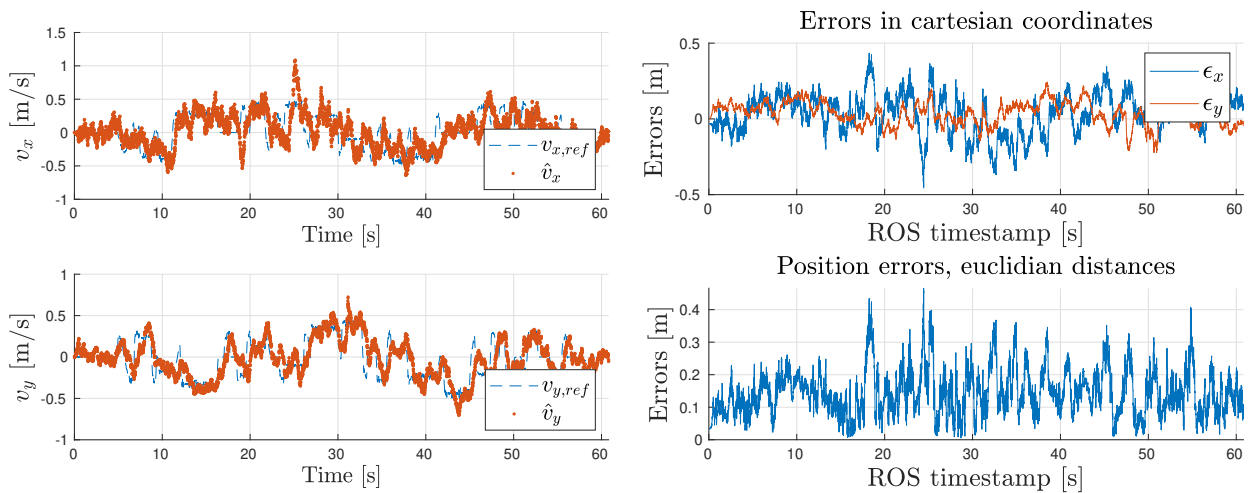 1.5
1
0.5
0
-0.5
-1
v_x [m/s]
0 10 20 30 40 50 60
Time [s]
v_{x,ref}
v̂_x
1
0.5
0
-0.5
-1
v_y [m/s]
0 10 20 30 40 50 60
Time [s]
v_{y,ref}
v̂_y
Errors in cartesian coordinates
0.5
0
-0.5
Errors [m]
0 10 20 30 40 50 60
ROS timestamp [s]
ϵ_x
ϵ_y
Position errors, euclidian distances
0.4
0.3
0.2
0.1
0
Errors [m]
0 10 20 30 40 50 60
ROS timestamp [s]